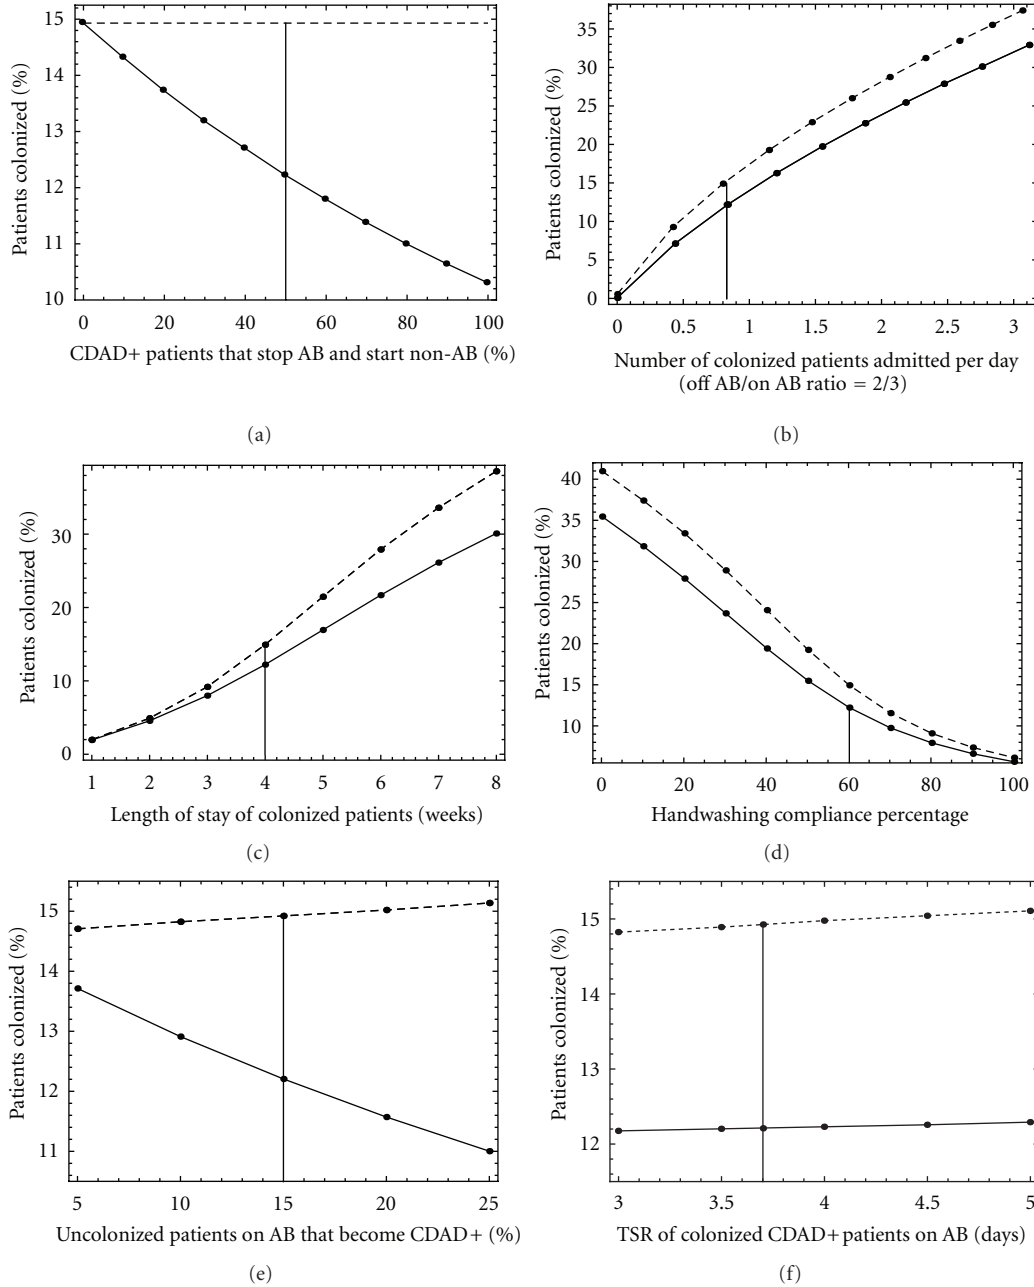 15
14
13
12
11
10
Patients colonized (%)
0 20 40 60 80 100
CDAD+ patients that stop AB and start non-AB (%)
(a)
35
30
25
20
15
10
5
0
Patients colonized (%)
0 0.5 1 1.5 2 2.5 3
Number of colonized patients admitted per day
(off AB/on AB ratio = 2/3)
(b)
30
20
10
0
Patients colonized (%)
1 2 3 4 5 6 7 8
Length of stay of colonized patients (weeks)
(c)
40
35
30
25
20
15
10
Patients colonized (%)
0 20 40 60 80 100
Handwashing compliance percentage
(d)
15
14
13
12
11
Patients colonized (%)
5 10 15 20 25
Uncolonized patients on AB that become CDAD+ (%)
(e)
15
14
13
12
Patients colonized (%)
3 3.5 4 4.5 5
TSR of colonized CDAD+ patients on AB (days)
(f)